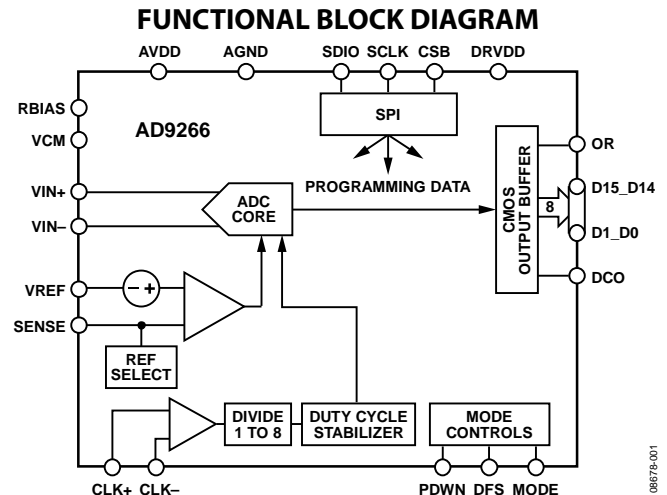 FUNCTIONAL BLOCK DIAGRAM
AVDD AGND SDIO SCLK CSB DRVDD
RBIAS
VCM
AD9266
SPI
PROGRAMMING DATA
VIN+
VIN–
ADC
CORE
CMOS
OUTPUT BUFFER
8
OR
D15_D14
D1_D0
DCO
VREF
– +
SENSE
REF
SELECT
DIVIDE
1 TO 8
DUTY CYCLE
STABILIZER
MODE
CONTROLS
CLK+ CLK–
PDWN DFS MODE
08678-001